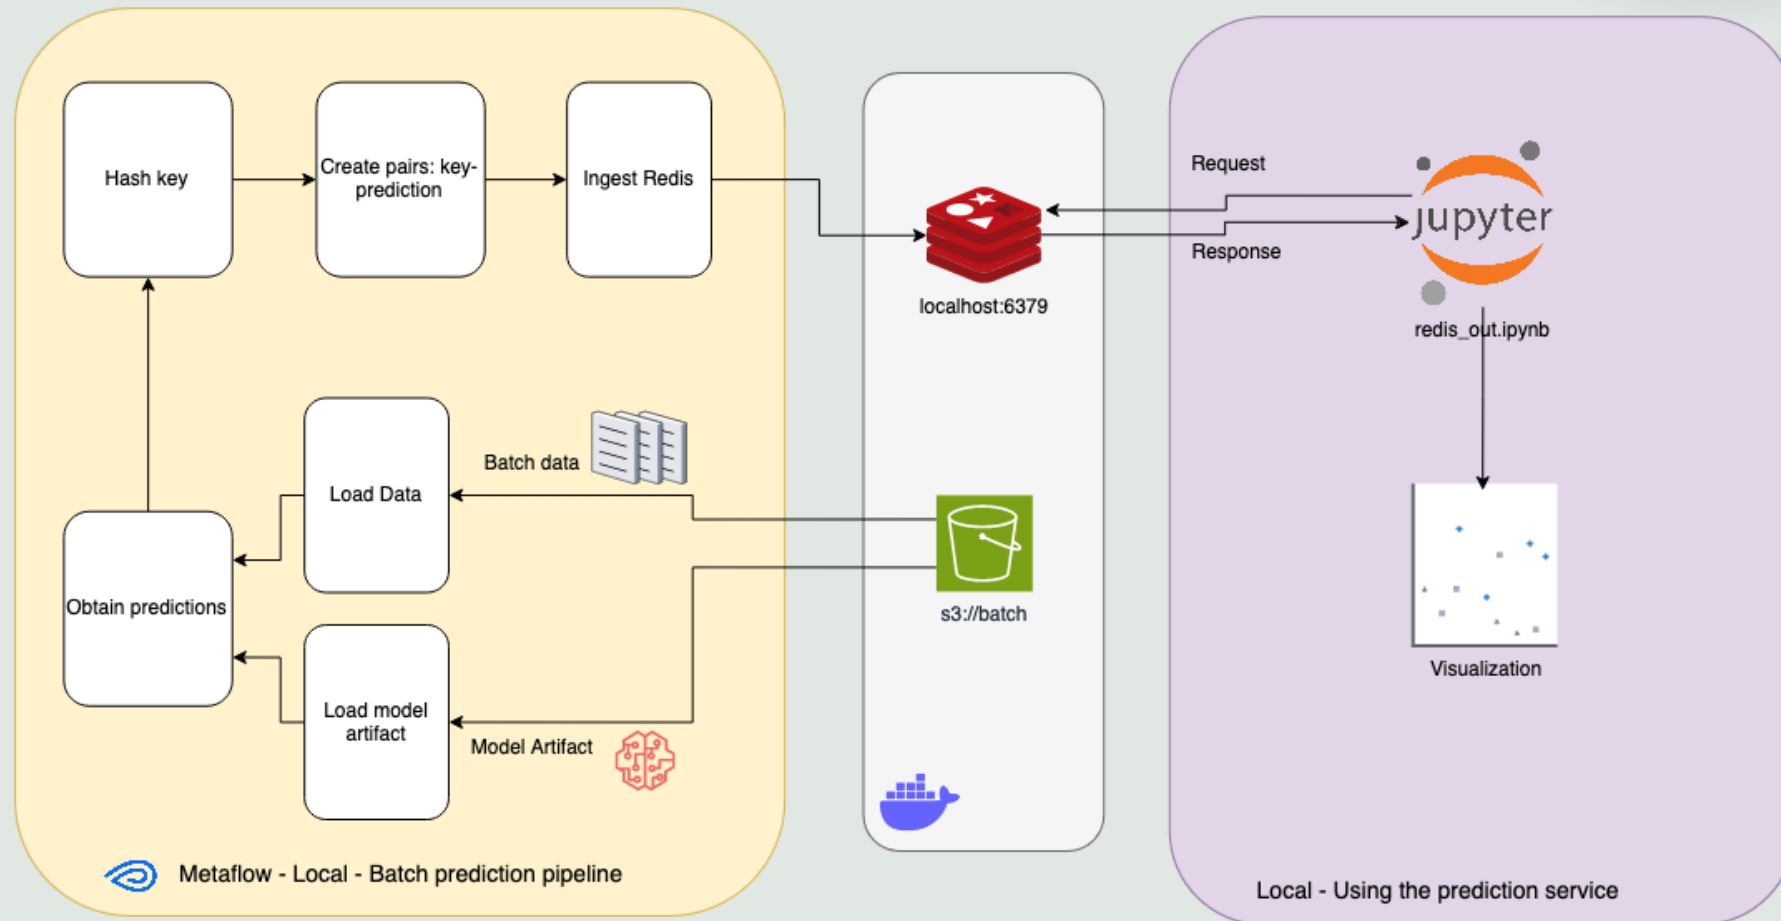 Hash key
Create pairs: key-
prediction
Ingest Redis
localhost:6379
Request
Response
jupyter
redis_out.ipynb
Batch data
Load Data
Obtain predictions
s3://batch
Load model
artifact
Model Artifact
Visualization
Metaflow - Local - Batch prediction pipeline
Local - Using the prediction service